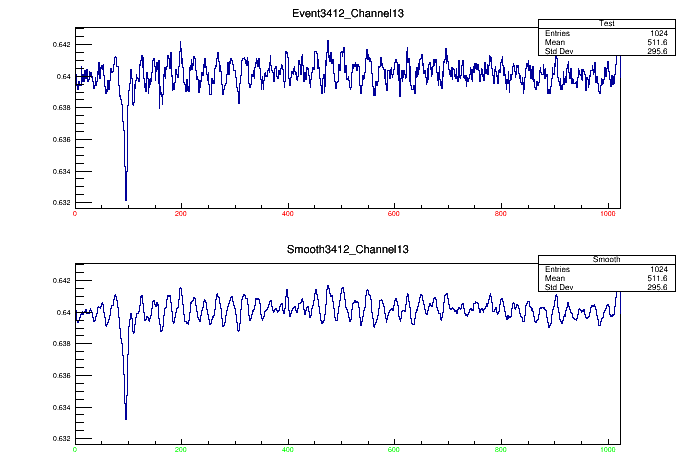 Event3412_Channel13
Test
Entries 1024
Mean 511.6
Std Dev 295.6
0.642
0.64
0.638
0.636
0.634
0.632
0 200 400 600 800 1000
Smooth3412_Channel13
Smooth
Entries 1024
Mean 511.6
Std Dev 295.6
0.642
0.64
0.638
0.636
0.634
0.632
0 200 400 600 800 1000